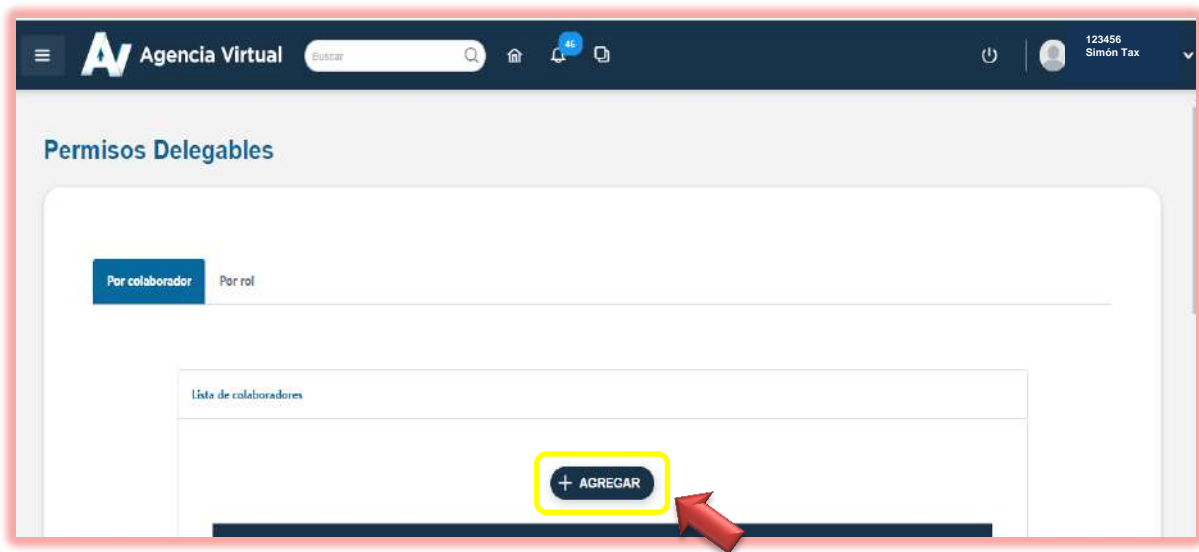 Agencia Virtual
Buscar
46
123456
Simón Tax
Permisos Delegables
Por colaborador
Por rol
Lista de colaboradores
+ AGREGAR